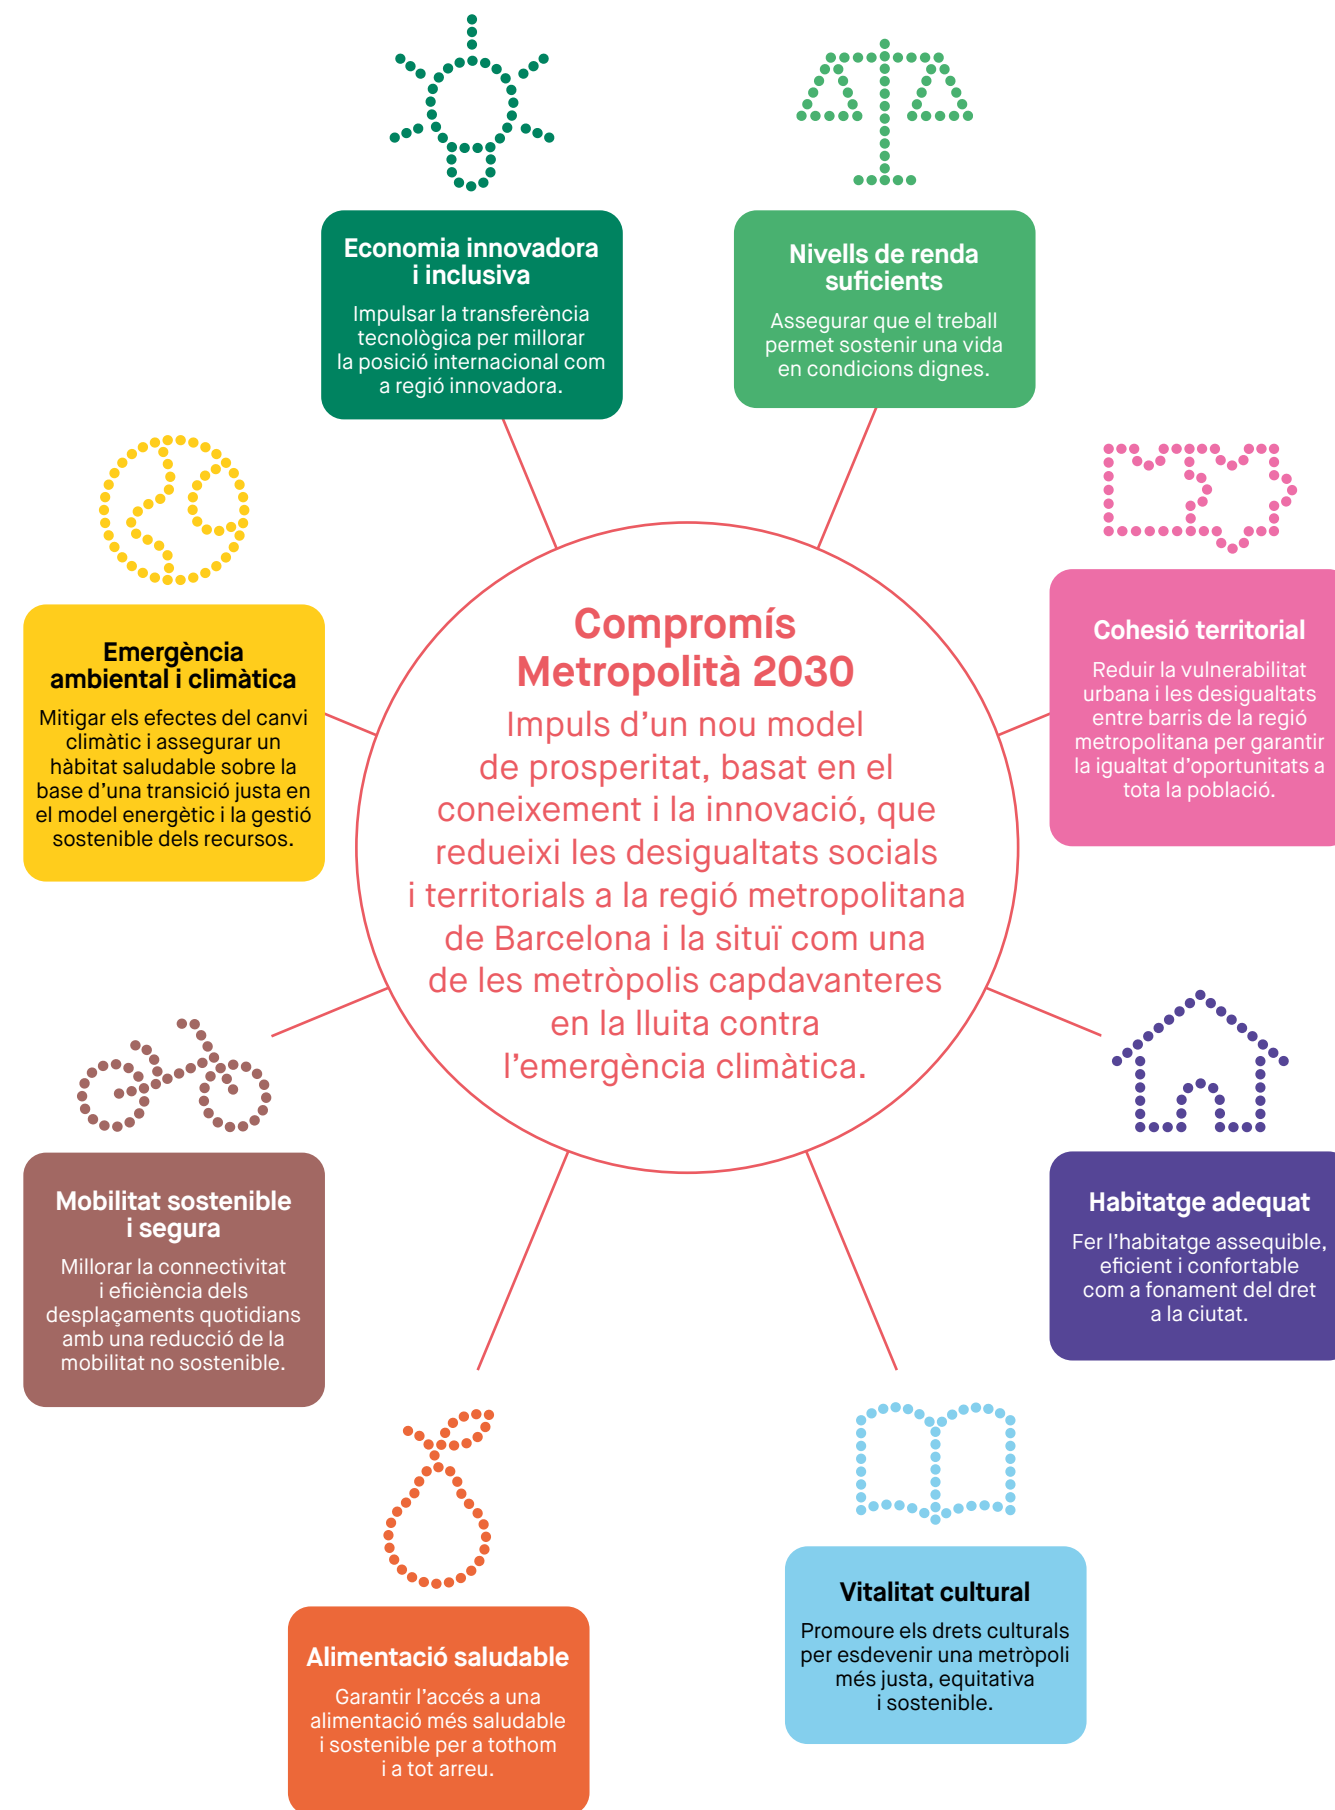 Economia innovadora
i inclusiva
Impulsar la transferència
tecnològica per millorar
la posició internacional com
a regió innovadora.
Nivells de renda
suficients
Assegurar que el treball
permet sostenir una vida
en condicions dignes.
Emergència
ambiental i climàtica
Mitigar els efectes del canvi
climàtic i assegurar un
hàbitat saludable sobre la
base d’una transició justa en
el model energètic i la gestió
sostenible dels recursos.
Compromís
Metropolità 2030
Impuls d’un nou model
de prosperitat, basat en el
coneixement i la innovació, que
redueixi les desigualtats socials
i territorials a la regió metropolitana
de Barcelona i la situï com una
de les metròpolis capdavanteres
en la lluita contra
l’emergència climàtica.
Cohesió territorial
Reduir la vulnerabilitat
urbana i les desigualtats
entre barris de la regió
metropolitana per garantir
la igualtat d’oportunitats a
tota la població.
Mobilitat sostenible
i segura
Millorar la connectivitat
i eficiència dels
desplaçaments quotidians
amb una reducció de la
mobilitat no sostenible.
Habitatge adequat
Fer l’habitatge assequible,
eficient i confortable
com a fonament del dret
a la ciutat.
Alimentació saludable
Garantir l’accés a una
alimentació més saludable
i sostenible per a tothom
i a tot arreu.
Vitalitat cultural
Promoure els drets culturals
per esdevenir una metròpoli
més justa, equitativa
i sostenible.